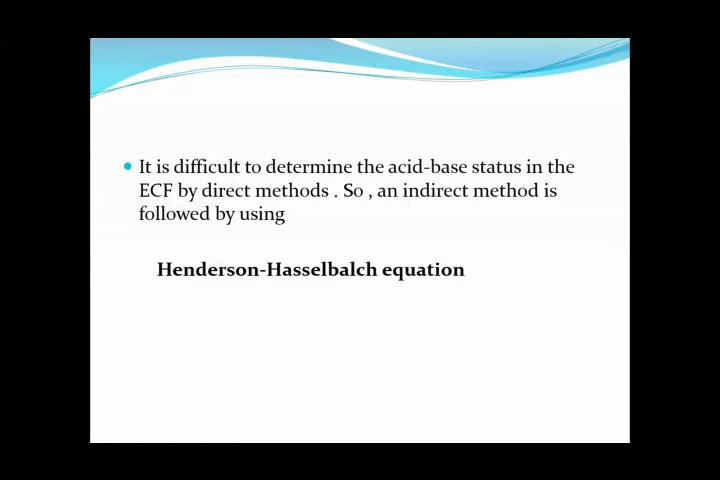 It is difficult to determine the acid-base status in the
ECF by direct methods . So , an indirect method is
followed by using
Henderson-Hasselbalch equation